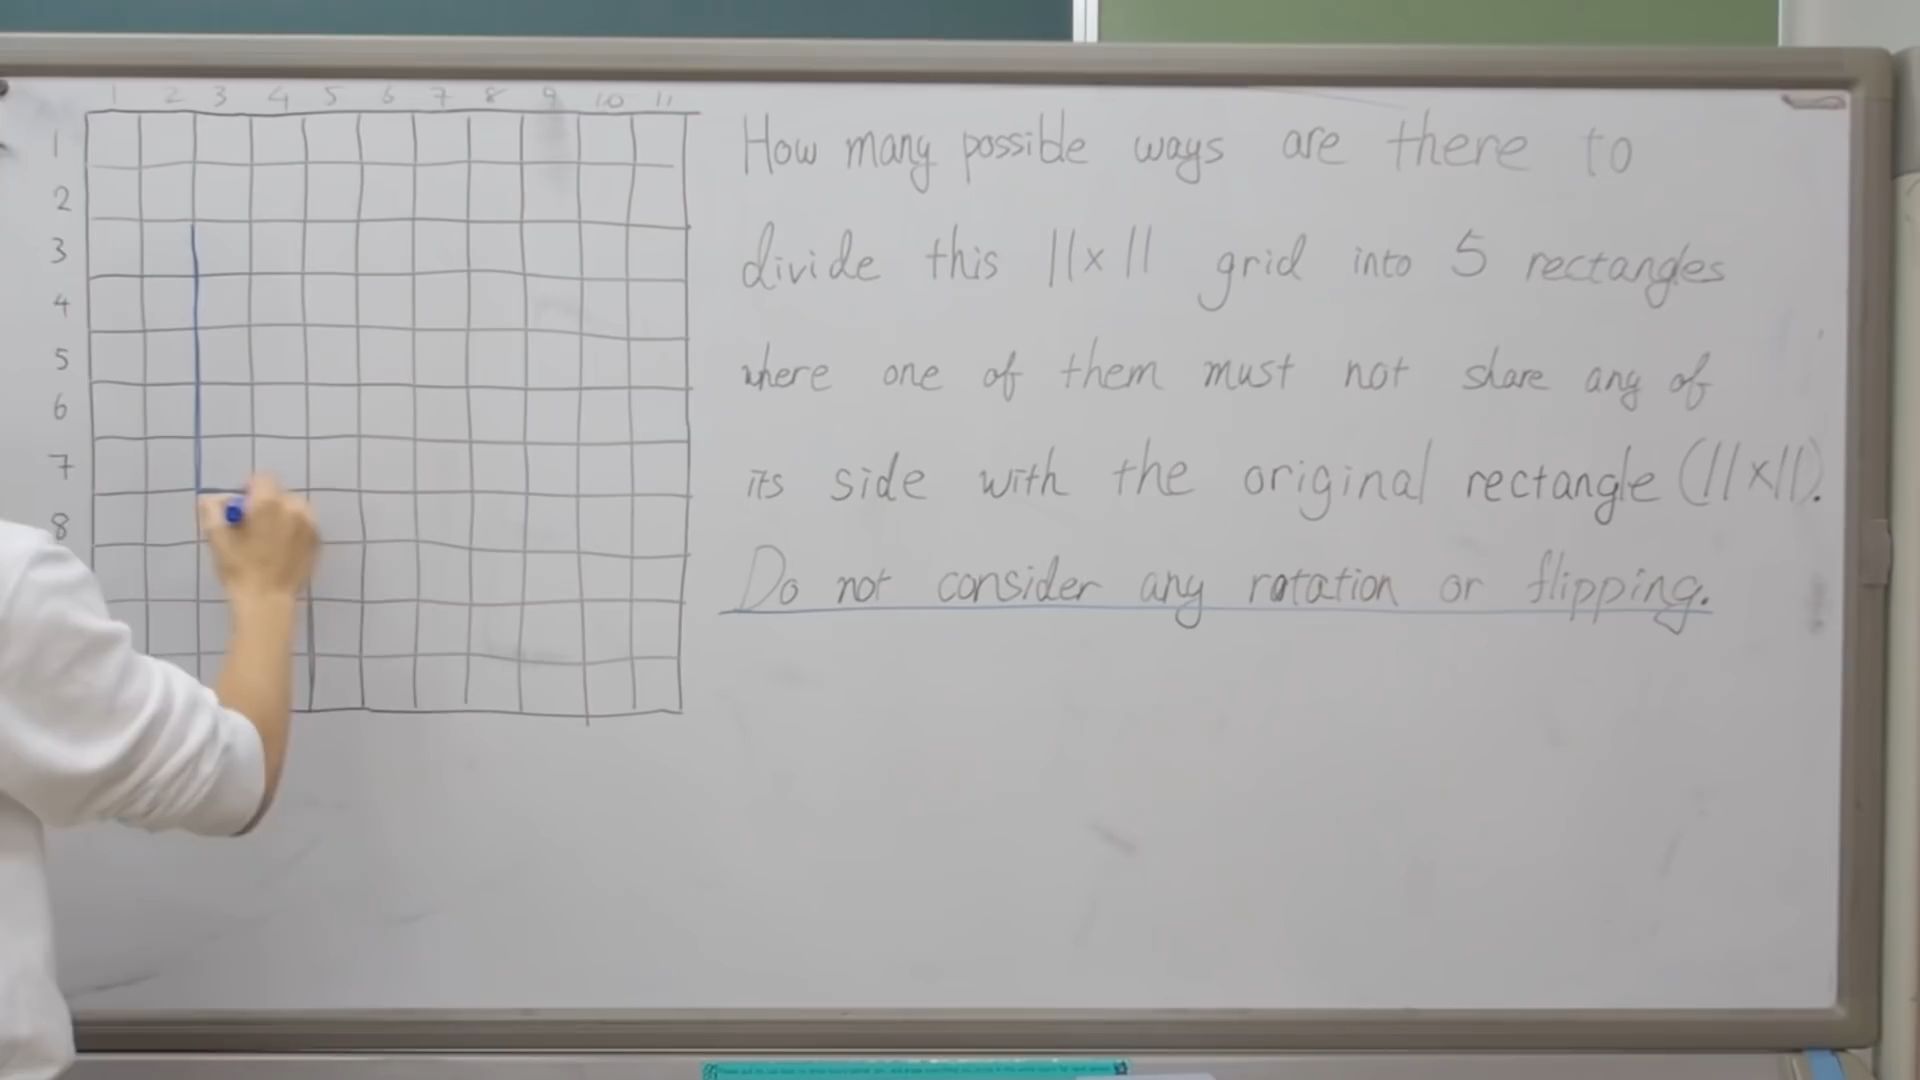 1 2 3 4 5 6 7 8 9 10 11
1
2
3
4
5
6
7
8
How many possible ways are there to
divide this 11x11 grid into 5 rectangles
where one of them must not share any of
its side with the original rectangle (11x11).
Do not consider any rotation or flipping.